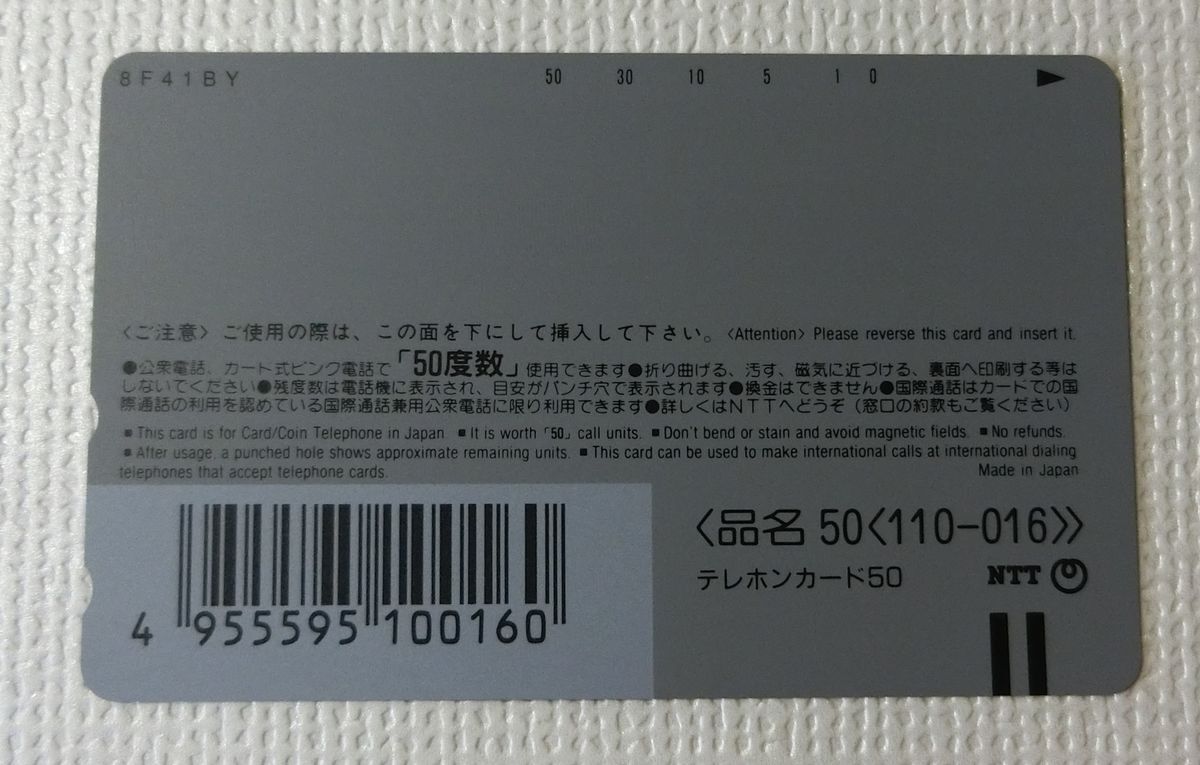 8F41BY 50 30 10 5 1 0
〈ご注意〉ご使用の際は、この面を下にして挿入して下さい。〈Attention〉Please reverse this card and insert it.
●公衆電話、カード式ピンク電話で「50度数」使用できます●折り曲げる、汚す、磁気に近づける、裏面へ印刷する等は
しないでください●残度数は電話機に表示され、目安がパンチ穴で表示されます●換金はできません●国際通話はカードでの国
際通話の利用を認めている国際通話兼用公衆電話に限り利用できます●詳しくはNTTへどうぞ（窓口の約款もご覧ください）
■This card is for Card/Coin Telephone in Japan. ■It is worth「50」call units. ■Don't bend or stain and avoid magnetic fields. ■No refunds.
■After usage, a punched hole shows approximate remaining units. ■This card can be used to make international calls at international dialing
telephones that accept telephone cards.
Made in Japan
4 955595 100160
〈品名 50〈110-016〉〉
テレホンカード50
NTT